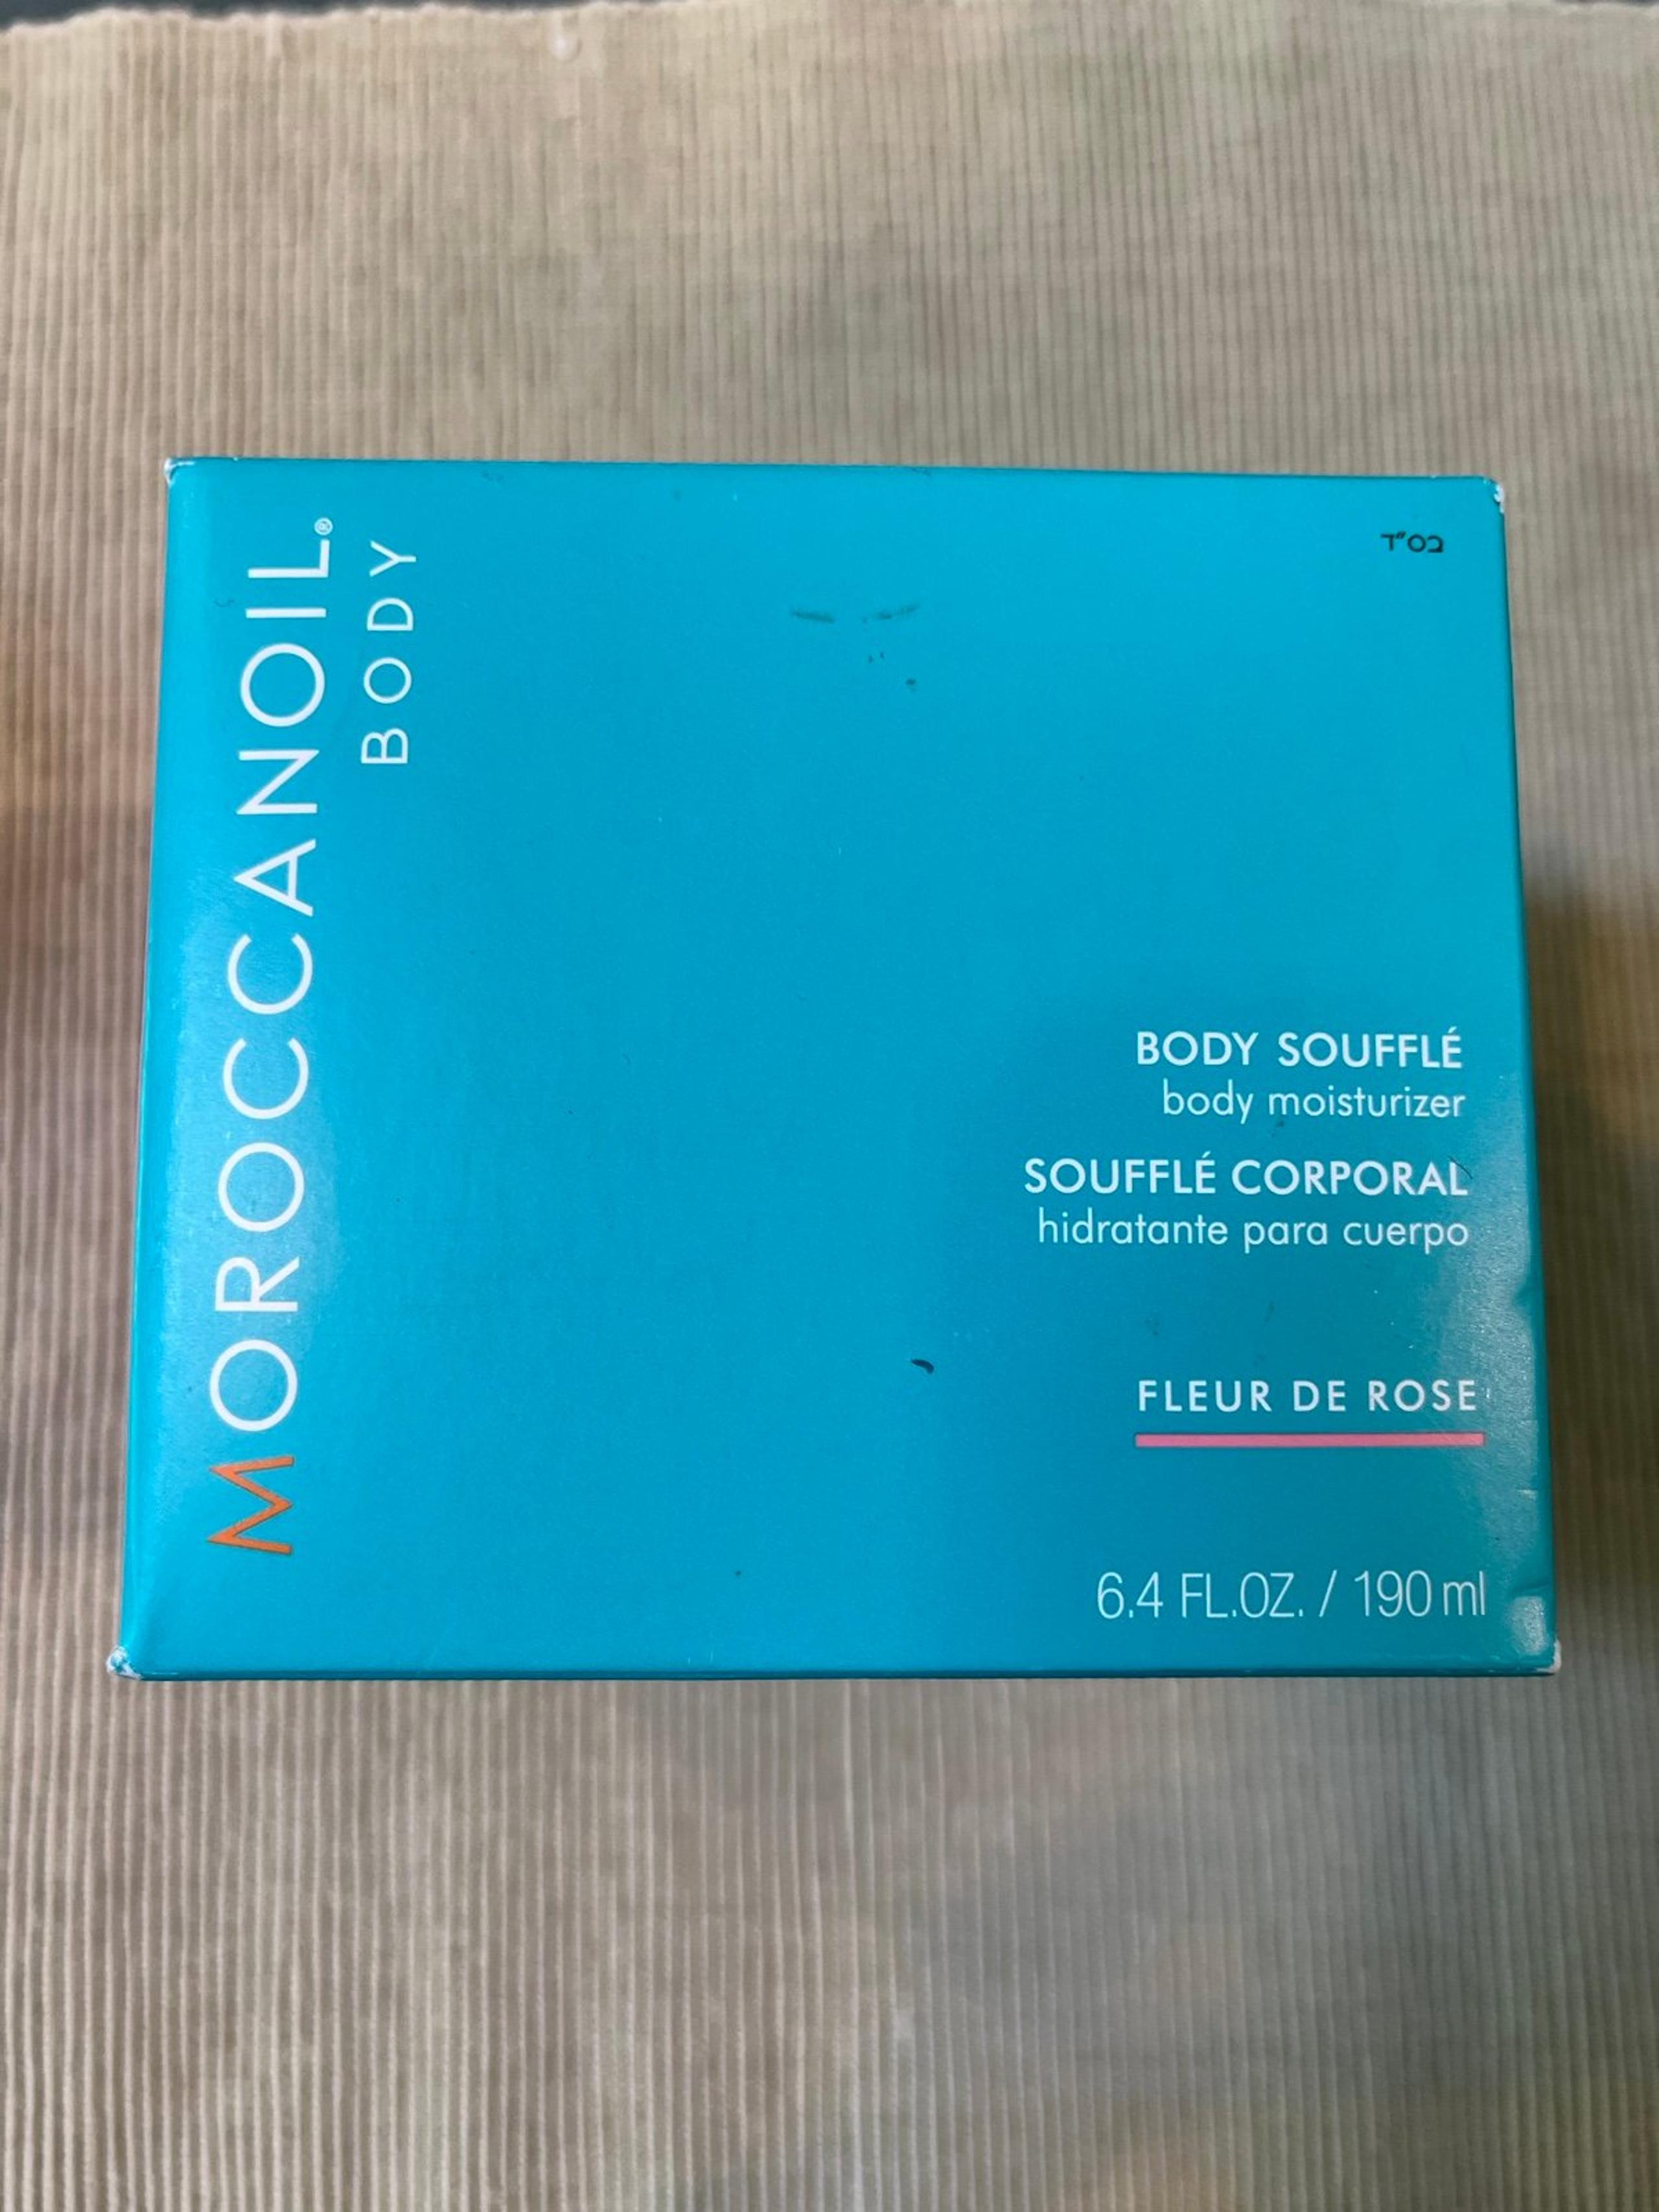 MOROCCANOIL®
BODY
בס"ד
BODY SOUFFLÉ
body moisturizer
SOUFFLÉ CORPORAL
hidratante para cuerpo
FLEUR DE ROSE
6.4 FL.OZ. / 190 ml